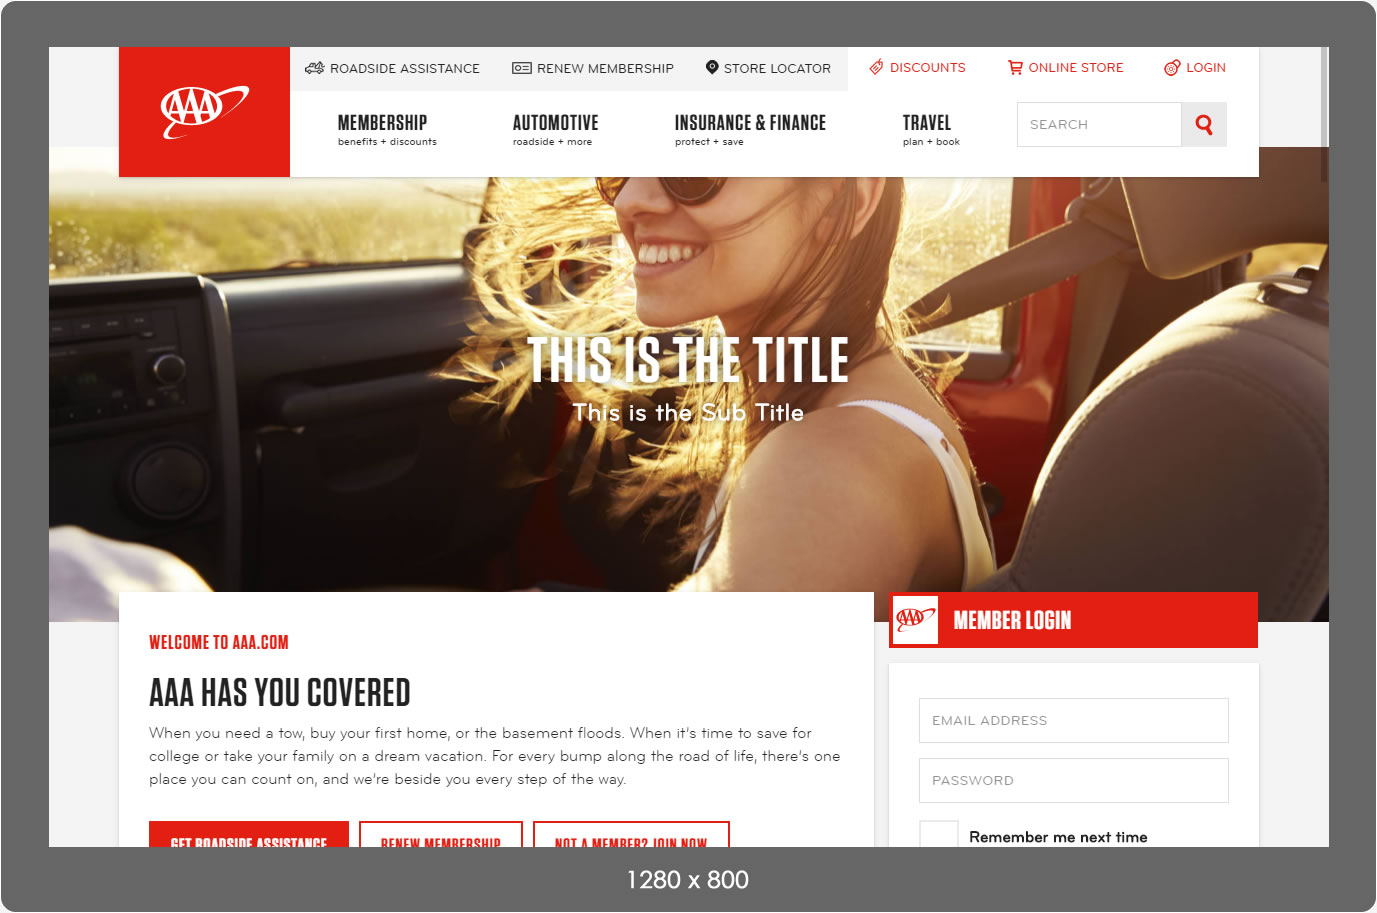 AAA
ROADSIDE ASSISTANCE
RENEW MEMBERSHIP
STORE LOCATOR
DISCOUNTS
ONLINE STORE
LOGIN
MEMBERSHIP
benefits + discounts
AUTOMOTIVE
roadside + more
INSURANCE & FINANCE
protect + save
TRAVEL
plan + book
SEARCH
THIS IS THE TITLE
This is the Sub Title
WELCOME TO AAA.COM
AAA HAS YOU COVERED
When you need a tow, buy your first home, or the basement floods. When it's time to save for
college or take your family on a dream vacation. For every bump along the road of life, there's one
place you can count on, and we're beside you every step of the way.
GET ROADSIDE ASSISTANCE
RENEW MEMBERSHIP
NOT A MEMBER? JOIN NOW
AAA
MEMBER LOGIN
EMAIL ADDRESS
PASSWORD
Remember me next time
1280 x 800